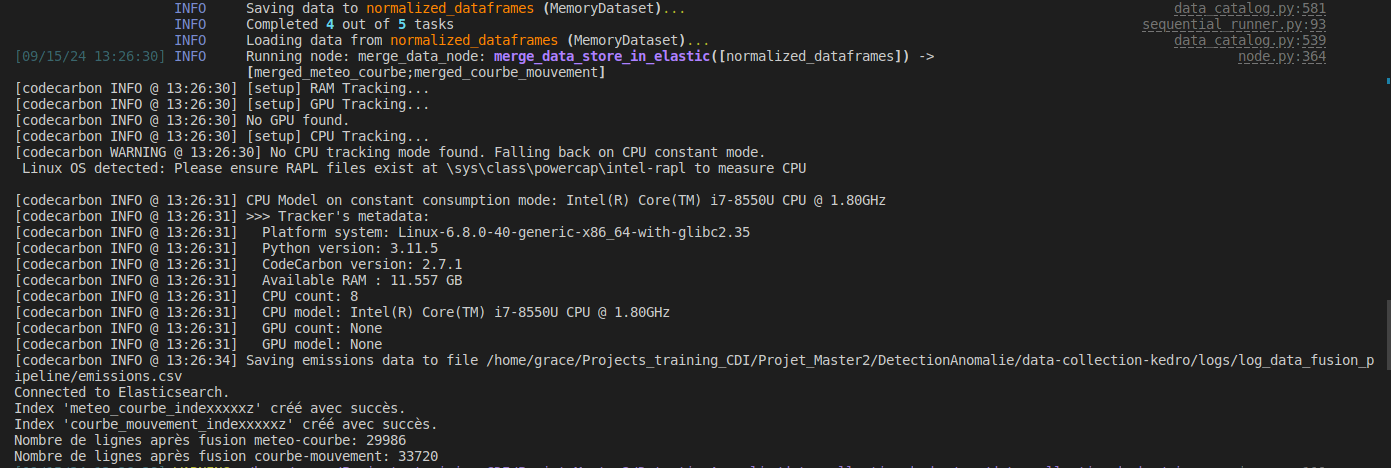 INFO Saving data to normalized_dataframes (MemoryDataset)... data_catalog.py:581
INFO Completed 4 out of 5 tasks sequential_runner.py:93
INFO Loading data from normalized_dataframes (MemoryDataset)... data_catalog.py:539
[09/15/24 13:26:30] INFO Running node: merge_data_node: merge_data_store_in_elastic([normalized_dataframes]) -> node.py:364
[merged_meteo_courbe;merged_courbe_mouvement]
[codecarbon INFO @ 13:26:30] [setup] RAM Tracking...
[codecarbon INFO @ 13:26:30] [setup] GPU Tracking...
[codecarbon INFO @ 13:26:30] No GPU found.
[codecarbon INFO @ 13:26:30] [setup] CPU Tracking...
[codecarbon WARNING @ 13:26:30] No CPU tracking mode found. Falling back on CPU constant mode.
Linux OS detected: Please ensure RAPL files exist at \sys\class\powercap\intel-rapl to measure CPU
[codecarbon INFO @ 13:26:31] CPU Model on constant consumption mode: Intel(R) Core(TM) i7-8550U CPU @ 1.80GHz
[codecarbon INFO @ 13:26:31] >>> Tracker's metadata:
[codecarbon INFO @ 13:26:31] Platform system: Linux-6.8.0-40-generic-x86_64-with-glibc2.35
[codecarbon INFO @ 13:26:31] Python version: 3.11.5
[codecarbon INFO @ 13:26:31] CodeCarbon version: 2.7.1
[codecarbon INFO @ 13:26:31] Available RAM : 11.557 GB
[codecarbon INFO @ 13:26:31] CPU count: 8
[codecarbon INFO @ 13:26:31] CPU model: Intel(R) Core(TM) i7-8550U CPU @ 1.80GHz
[codecarbon INFO @ 13:26:31] GPU count: None
[codecarbon INFO @ 13:26:31] GPU model: None
[codecarbon INFO @ 13:26:34] Saving emissions data to file /home/grace/Projects_training_CDI/Projet_Master2/DetectionAnomalie/data-collection-kedro/logs/log_data_fusion_p
ipeline/emissions.csv
Connected to Elasticsearch.
Index 'meteo_courbe_indexxxxxz' créé avec succès.
Index 'courbe_mouvement_indexxxxxz' créé avec succès.
Nombre de lignes après fusion meteo-courbe: 29986
Nombre de lignes après fusion courbe-mouvement: 33720